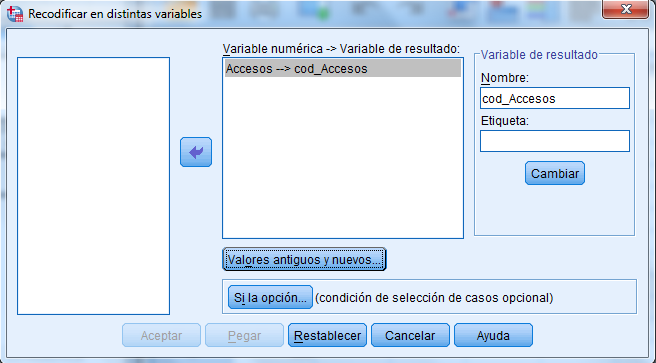 Recodificar en distintas variables
Variable numérica -> Variable de resultado:
Accesos --> cod_Accesos
Variable de resultado
Nombre:
cod_Accesos
Etiqueta:
Cambiar
Valores antiguos y nuevos...
Si la opción... (condición de selección de casos opcional)
Aceptar Pegar Restablecer Cancelar Ayuda